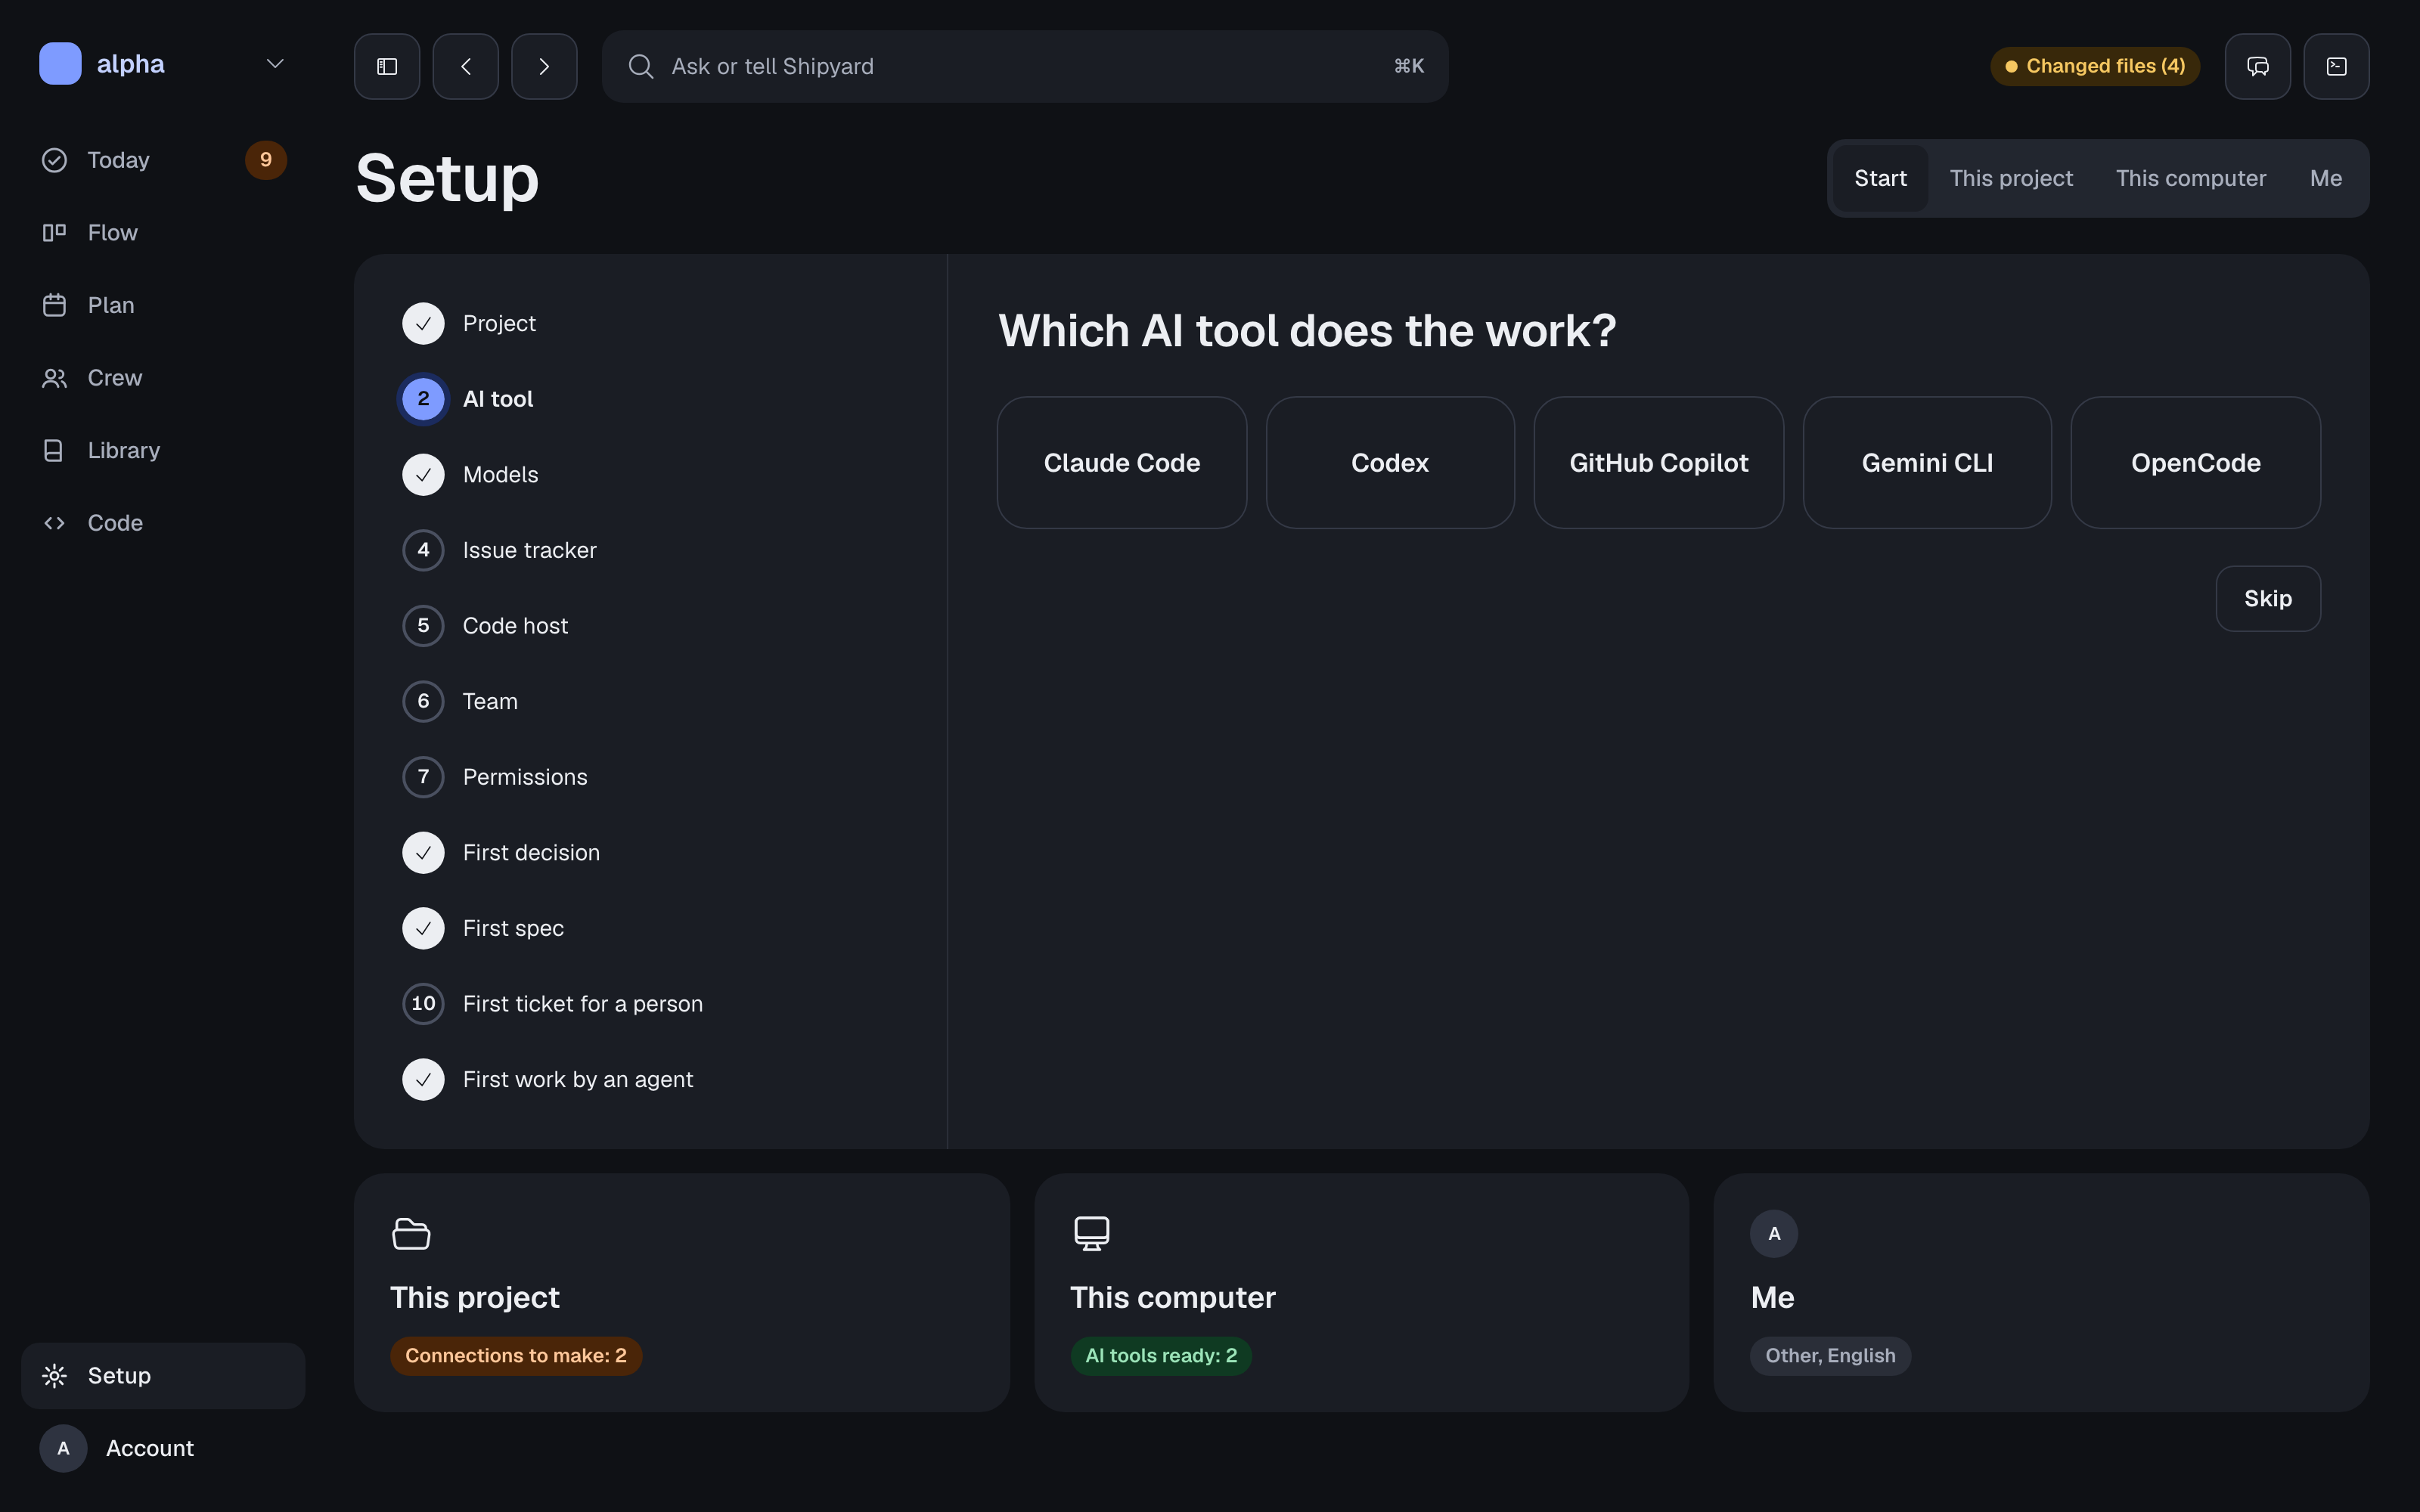 alpha
Ask or tell Shipyard
⌘K
Changed files (4)
Today
9
Flow
Plan
Crew
Library
Code
Setup
Start
This project
This computer
Me
Project
2
AI tool
Models
4
Issue tracker
5
Code host
6
Team
7
Permissions
First decision
First spec
10
First ticket for a person
First work by an agent
Which AI tool does the work?
Claude Code
Codex
GitHub Copilot
Gemini CLI
OpenCode
Skip
This project
Connections to make: 2
This computer
AI tools ready: 2
A
Me
Other, English
Setup
A
Account